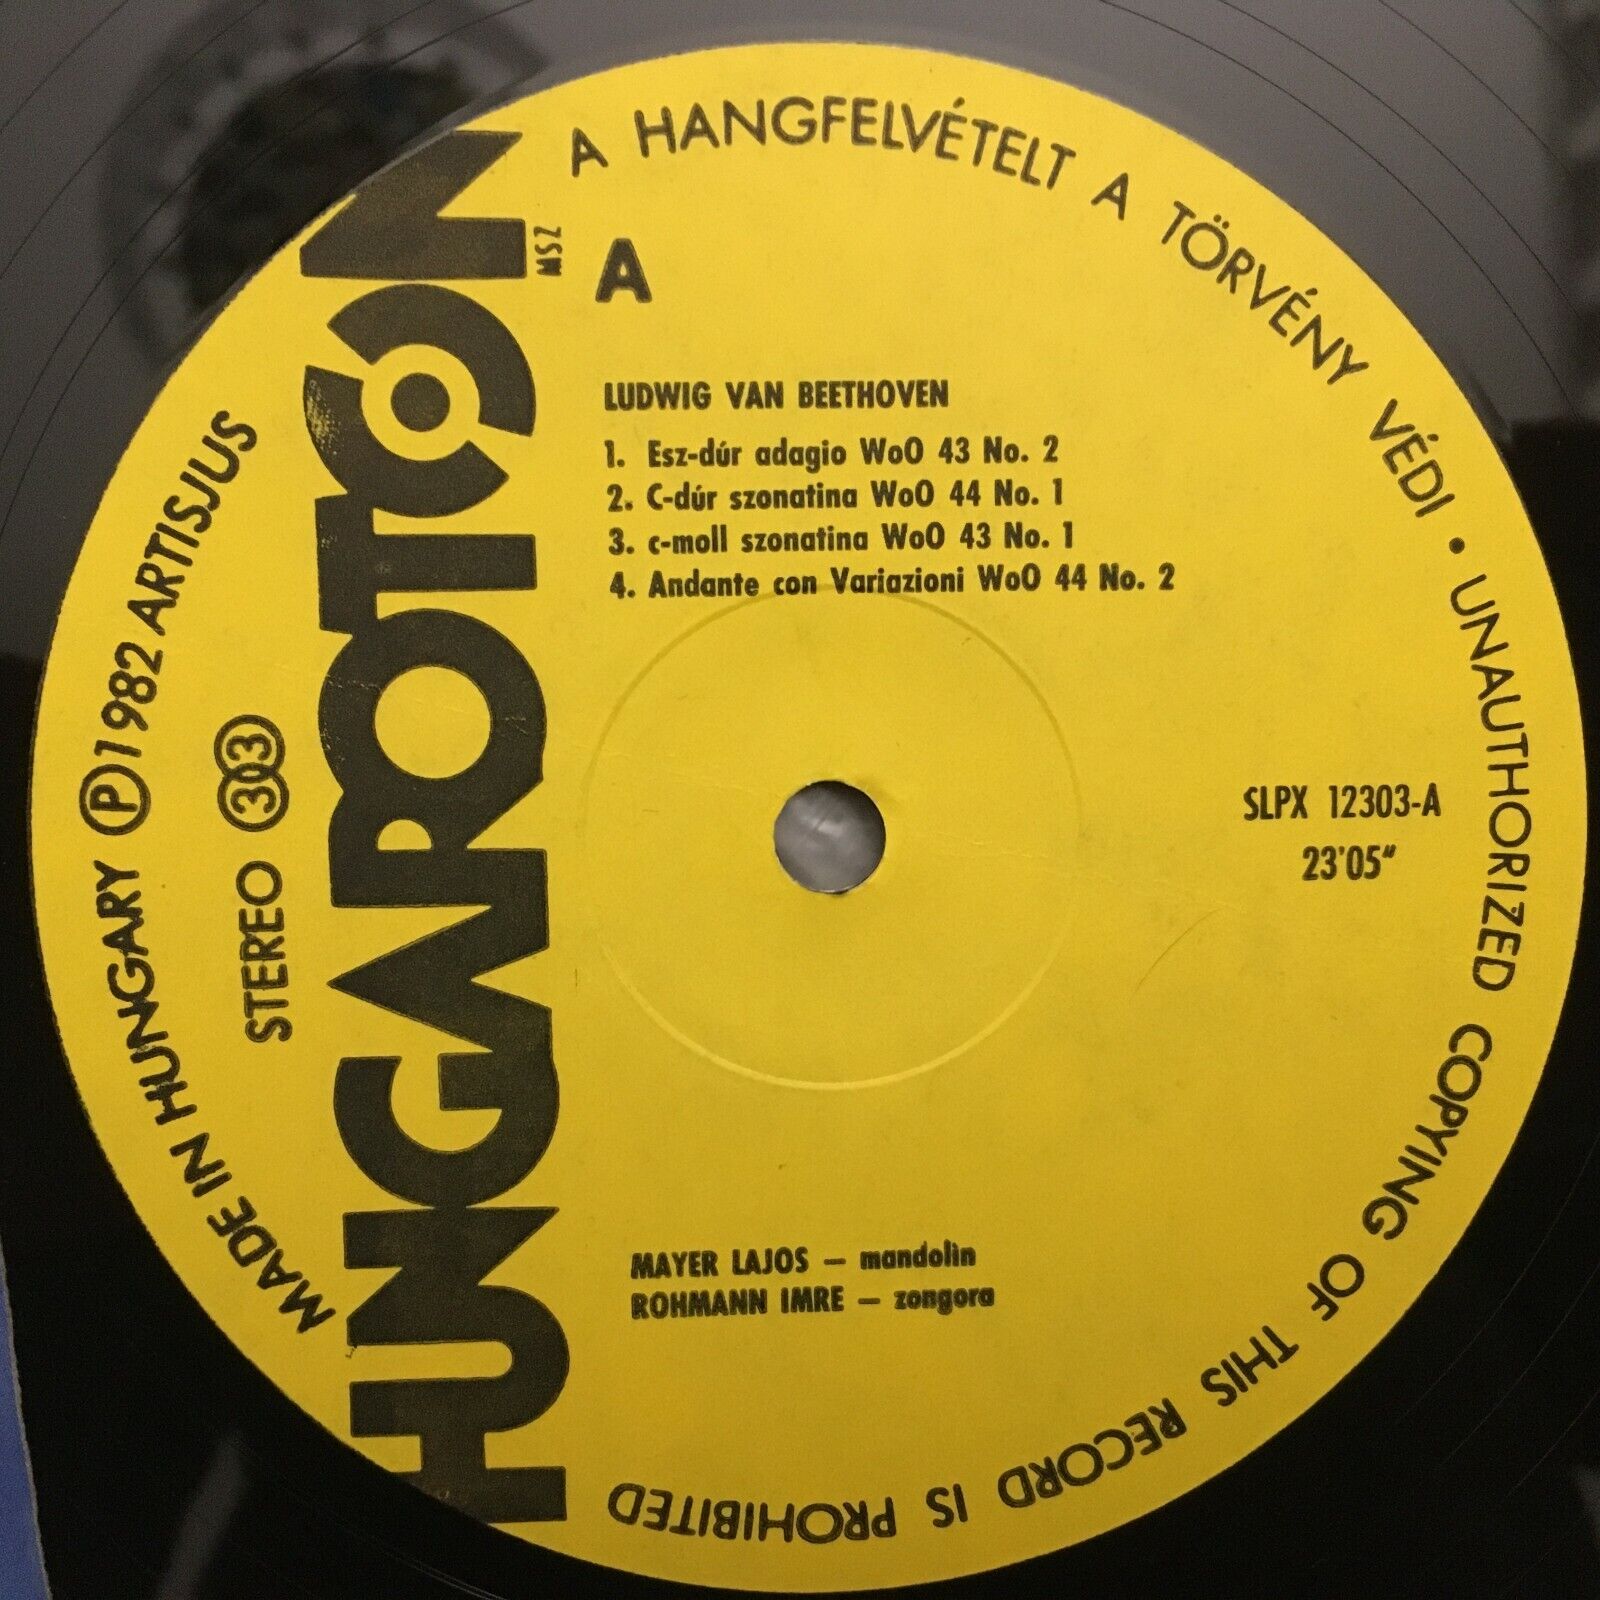 A HANGFELVÉTELT A TÖRVÉNY VÉDI • UNAUTHORIZED COPYING OF THIS RECORD IS PROHIBITED
MADE IN HUNGARY Ⓟ 1982 ARTISJUS
STEREO 33
HUNGAROTON
MSZ
A
LUDWIG VAN BEETHOVEN
1. Esz-dúr adagio WoO 43 No. 2
2. C-dúr szonatina WoO 44 No. 1
3. c-moll szonatina WoO 43 No. 1
4. Andante con Variazioni WoO 44 No. 2
SLPX 12303-A
23'05"
MAYER LAJOS – mandolin
ROHMANN IMRE – zongora